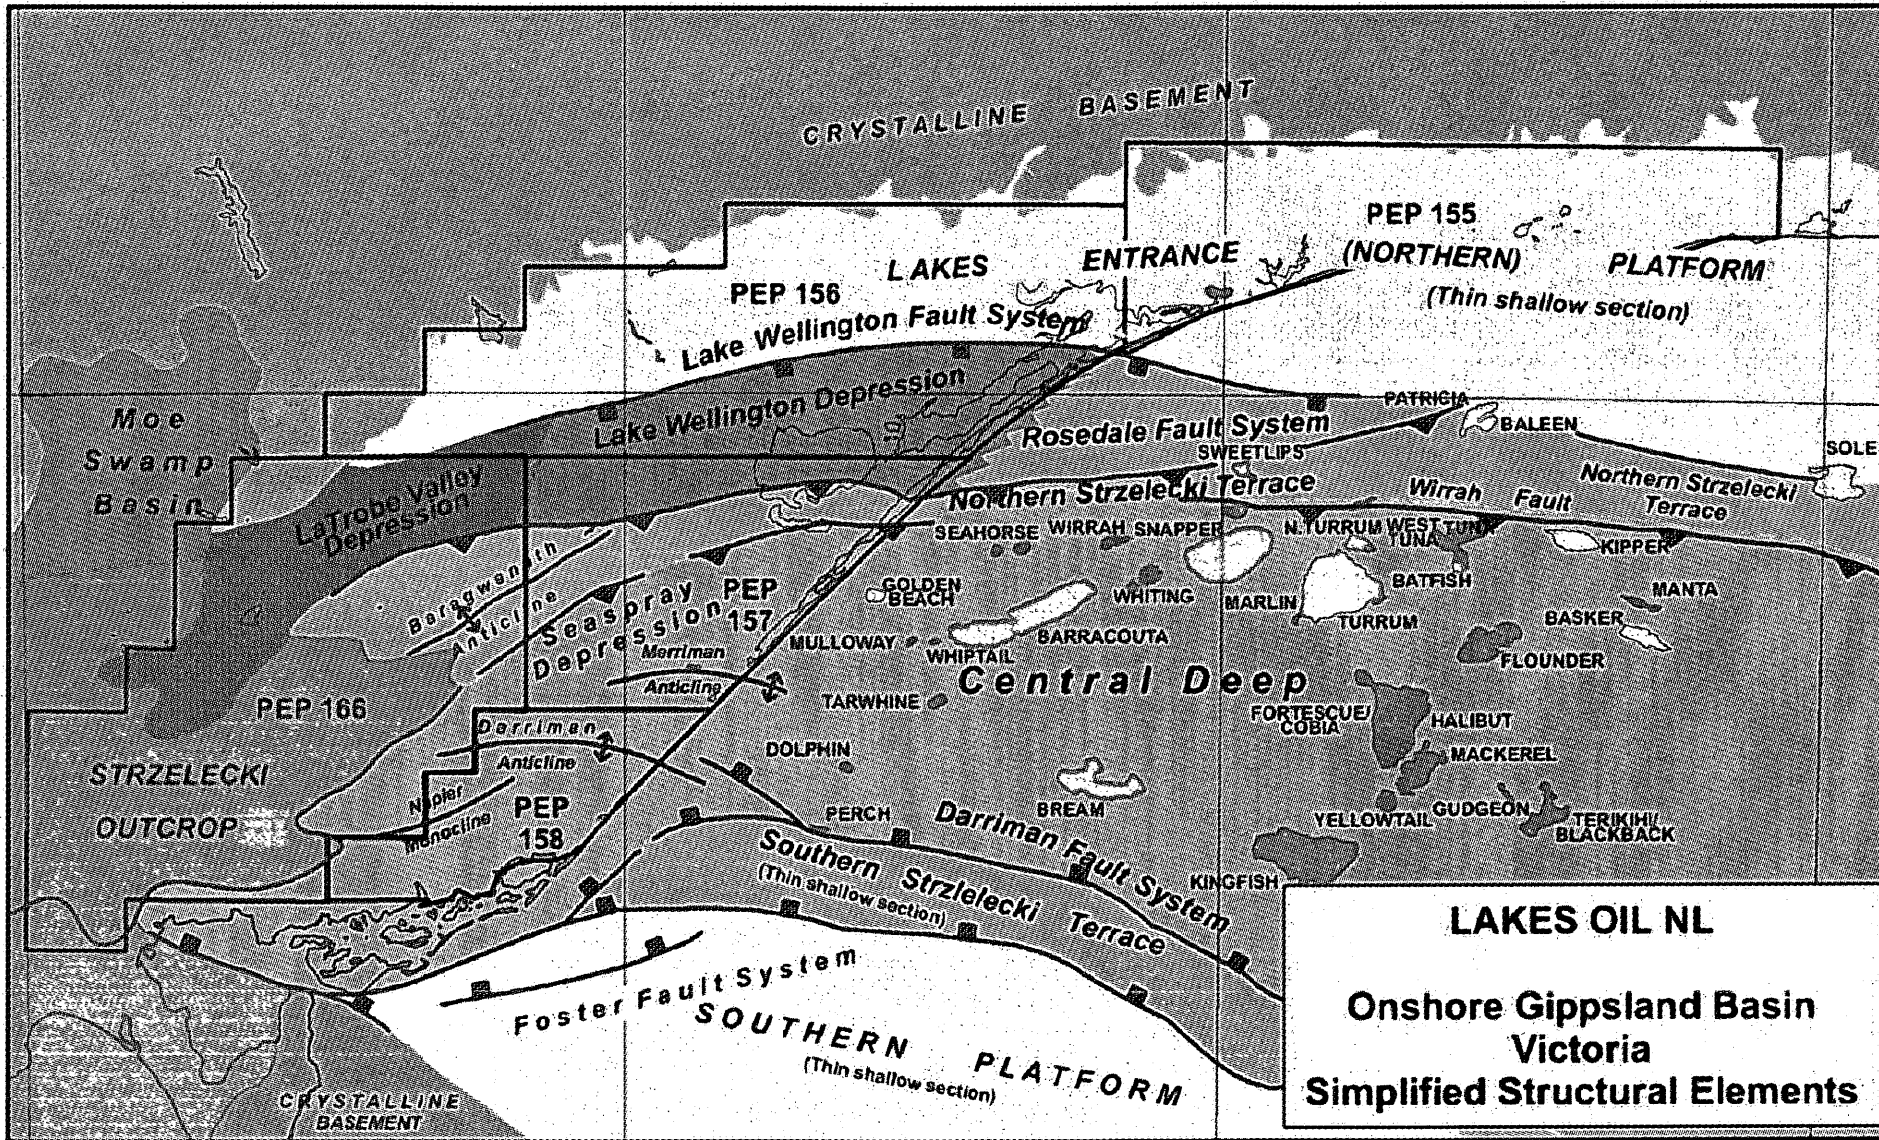 CRYSTALLINE BASEMENT
PEP 155
LAKES ENTRANCE (NORTHERN) PLATFORM
(Thin shallow section)
PEP 156
Lake Wellington Fault System
Lake Wellington Depression
Moe
Swamp
Basin
LaTrobe Valley
Depression
Rosedale Fault System
PATRICIA
BALEEN
SOLE
SWEETLIPS
Northern Strzelecki Terrace
Wirrah Fault
Northern Strzelecki
Terrace
SEAHORSE
WIRRAH
SNAPPER
N.TURRUM
WEST
TUNA
TUNA
KIPPER
Baragwanath
Anticline
Seaspray
Depression
PEP
157
GOLDEN
BEACH
WHITING
MARLIN
BATFISH
TURRUM
MANTA
BASKER
MULLOWAY
WHIPTAIL
BARRACOUTA
FLOUNDER
Merriman
Anticline
Central Deep
PEP 166
TARWHINE
FORTESCUE/
COBIA
HALIBUT
Darriman
Anticline
DOLPHIN
MACKEREL
STRZELECKI
OUTCROP
Napier
Monocline
PEP
158
BREAM
PERCH
YELLOWTAIL
GUDGEON
TERIKIHI/
BLACKBACK
Darriman Fault System
KINGFISH
Southern Strzlelecki Terrace
(Thin shallow section)
Foster Fault System
SOUTHERN PLATFORM
(Thin shallow section)
CRYSTALLINE
BASEMENT
LAKES OIL NL
Onshore Gippsland Basin
Victoria
Simplified Structural Elements